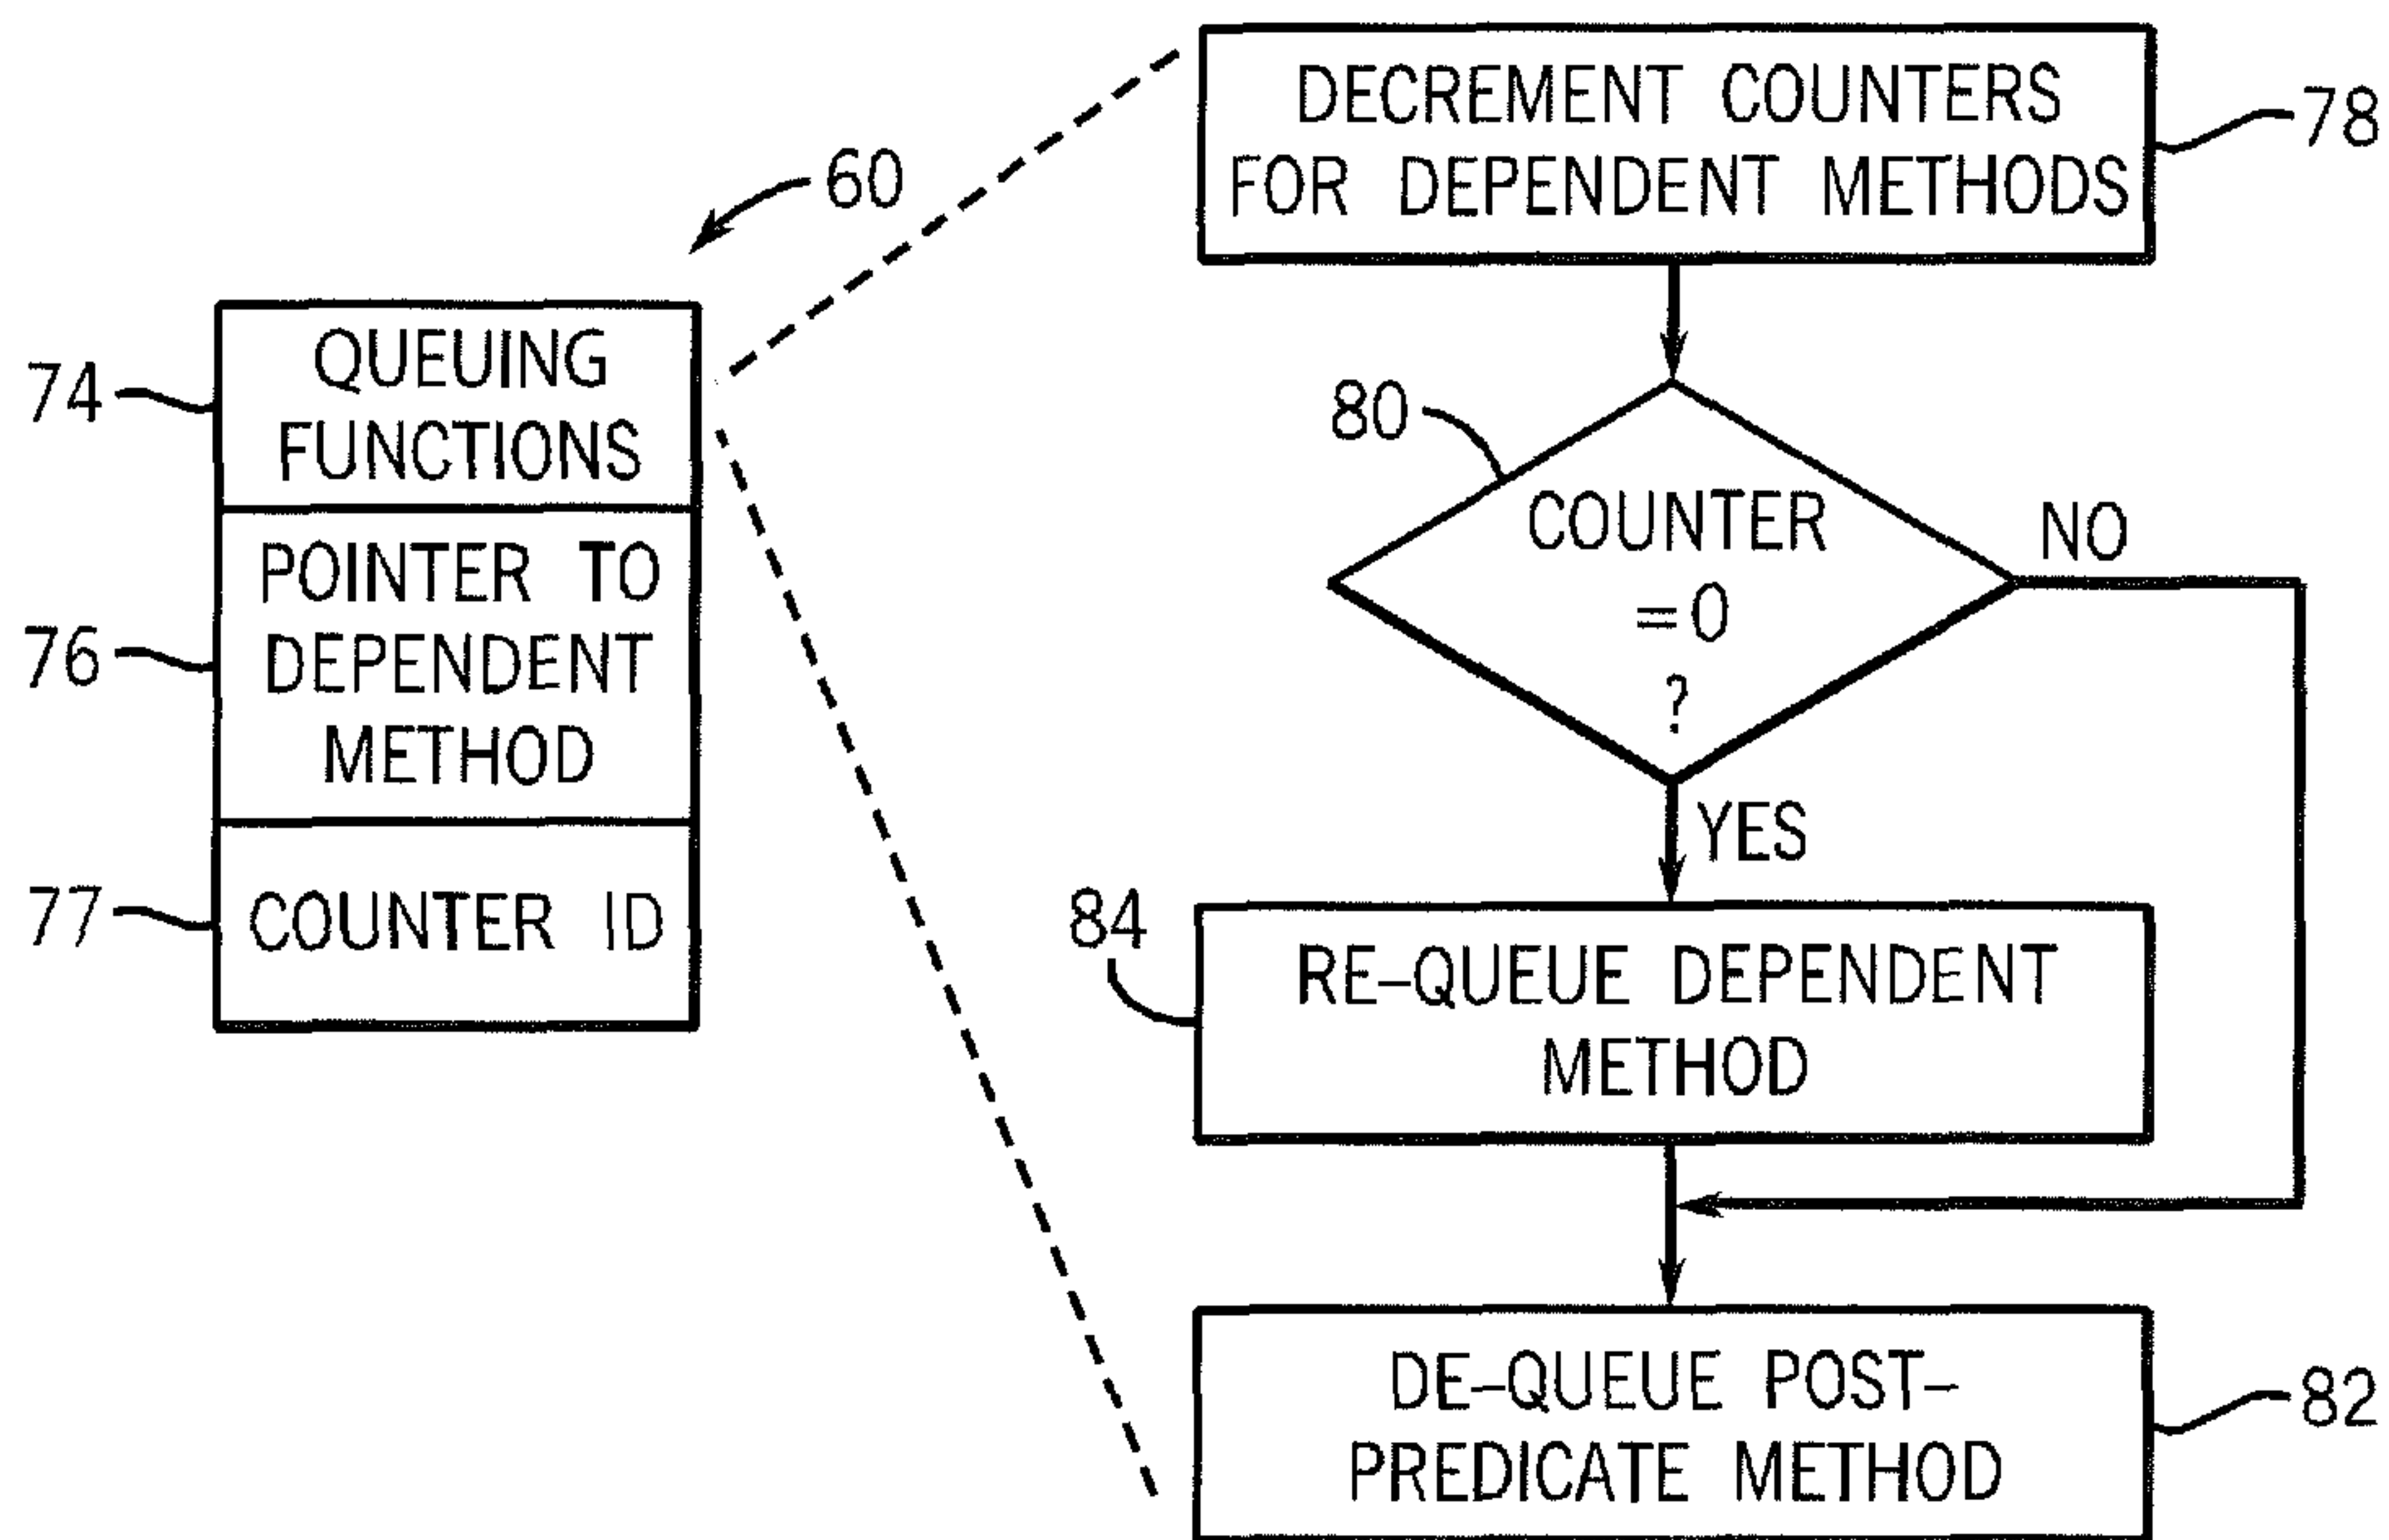 60
74
QUEUING
FUNCTIONS
76
POINTER TO
DEPENDENT
METHOD
77
COUNTER ID
DECREMENT COUNTERS
FOR DEPENDENT METHODS
78
80
COUNTER
=0
?
NO
YES
84
RE-QUEUE DEPENDENT
METHOD
DE-QUEUE POST-
PREDICATE METHOD
82